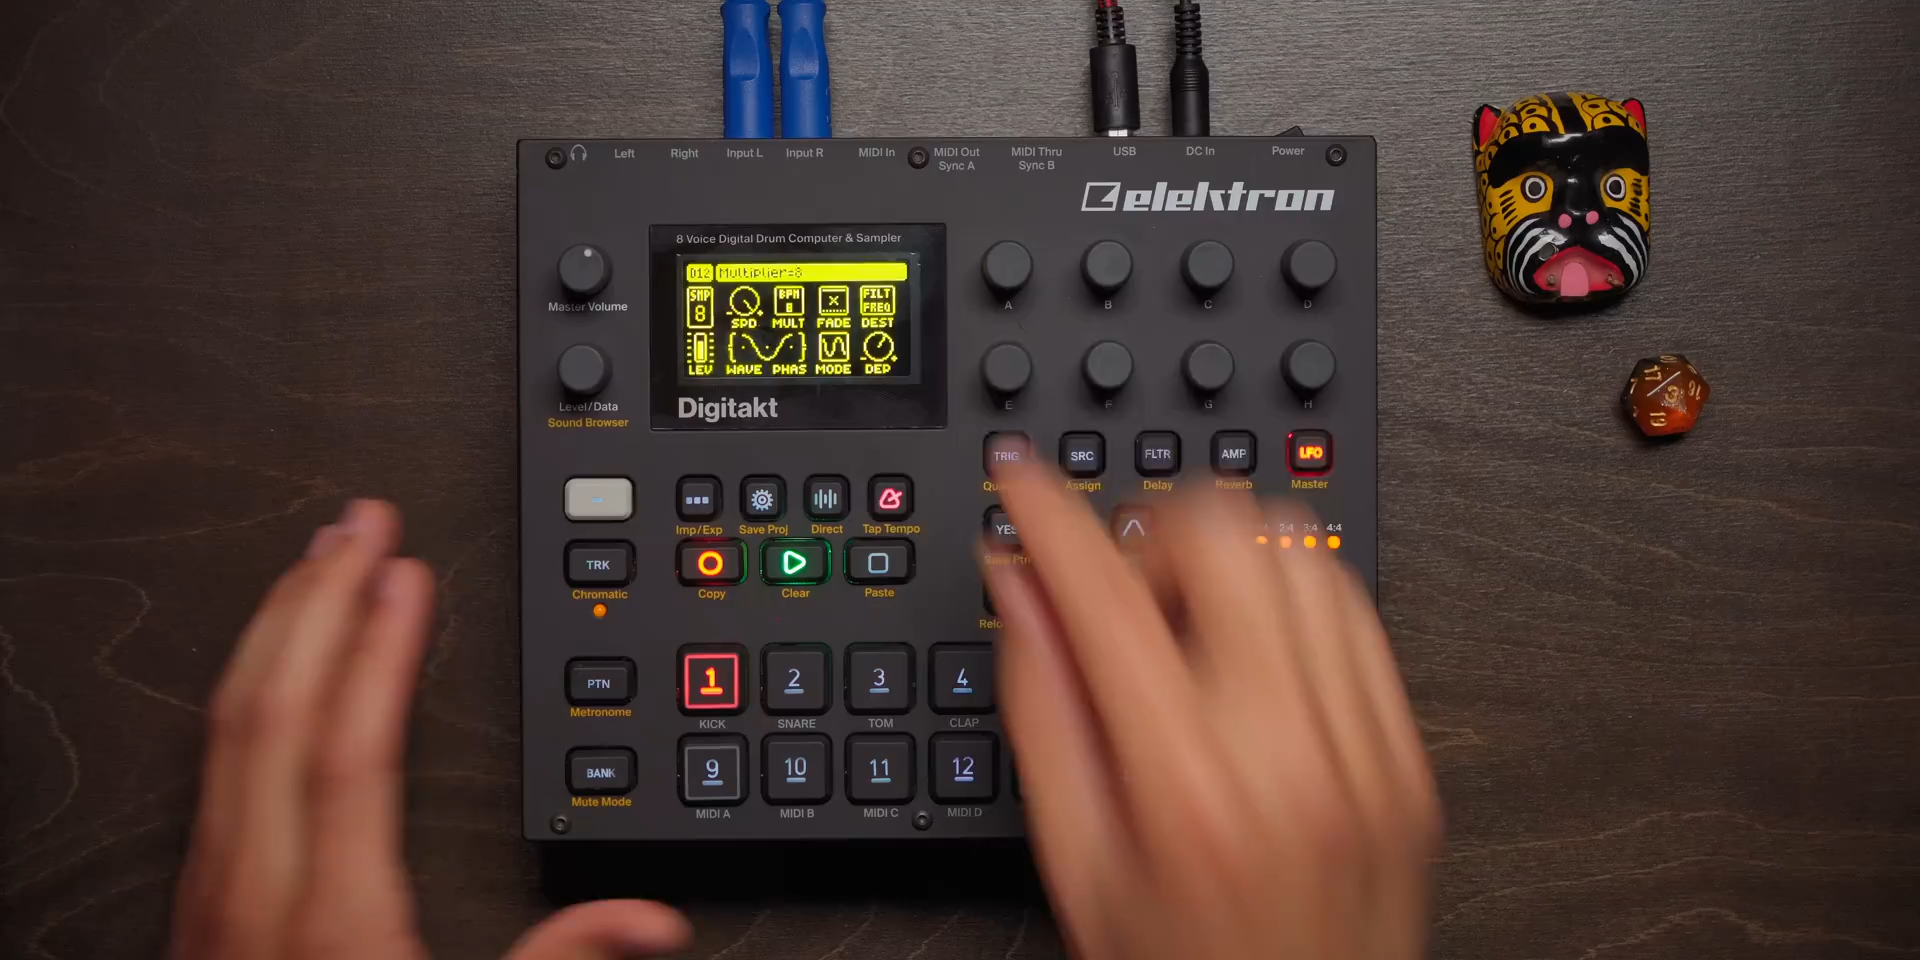 Left Right Input L Input R MIDI In MIDI Out MIDI Thru USB DC In Power
Sync A Sync B
elektron
8 Voice Digital Drum Computer & Sampler
D12 Multiplier=8
SMP 8 SPD BPM 8 MULT FADE FILT FREQ DEST
LEV WAVE PHAS MODE DEP
Digitakt
Master Volume
Level/Data
Sound Browser
A B C D
E F G H
TRIG SRC FLTR AMP LFO
Assign Delay Reverb Master
Imp/Exp Save Proj Direct Tap Tempo
YES
2:4 3:4 4:4
TRK
Copy Clear Paste
Chromatic
PTN
Metronome
1 2 3 4
KICK SNARE TOM CLAP
BANK
Mute Mode
9 10 11 12
MIDI A MIDI B MIDI C MIDI D
17 3 19